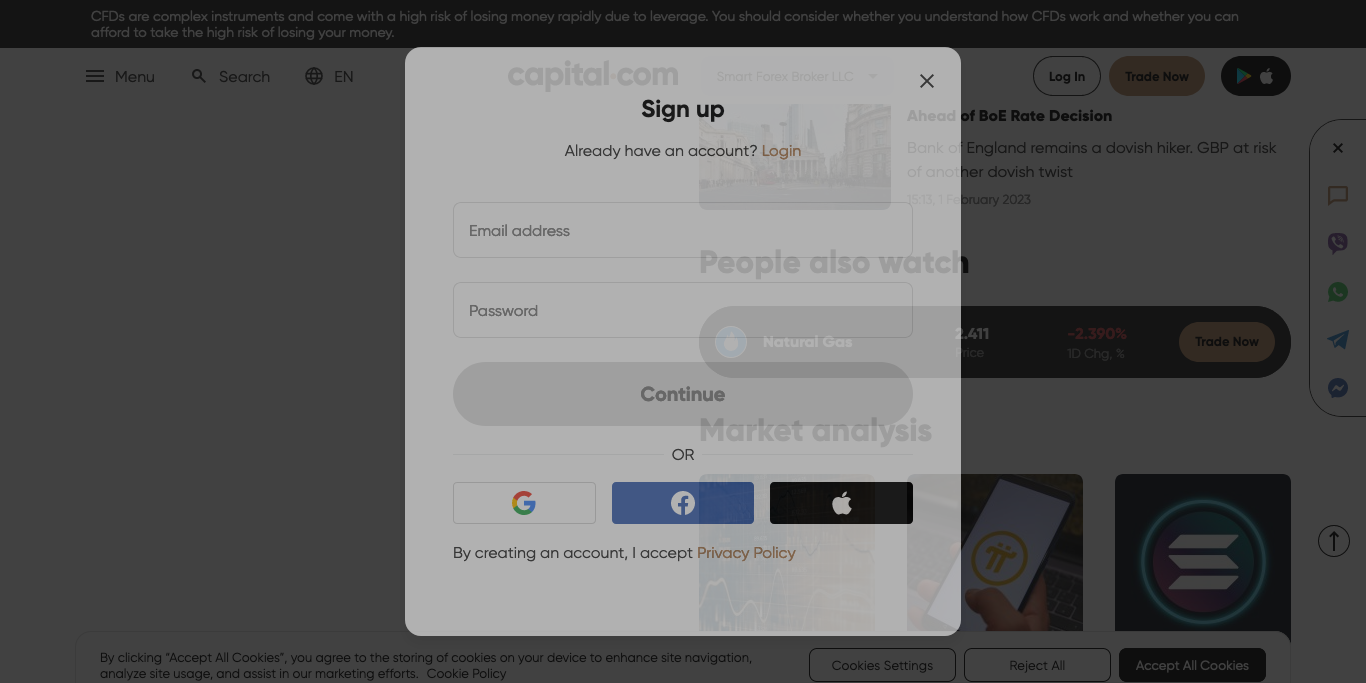 CFDs are complex instruments and come with a high risk of losing money rapidly due to leverage. You should consider whether you understand how CFDs work and whether you can
afford to take the high risk of losing your money.
Menu
Search
EN
capital.com
Smart Forex Broker LLC
Log In
Trade Now
Sign up
Already have an account? Login
Email address
Password
Continue
OR
By creating an account, I accept Privacy Policy
Ahead of BoE Rate Decision
Bank of England remains a dovish hiker. GBP at risk
of another dovish twist
15:13, 1 February 2023
People also watch
Natural Gas
2.411
Price
-2.390%
1D Chg, %
Trade Now
Market analysis
By clicking “Accept All Cookies”, you agree to the storing of cookies on your device to enhance site navigation,
analyze site usage, and assist in our marketing efforts. Cookie Policy
Cookies Settings
Reject All
Accept All Cookies